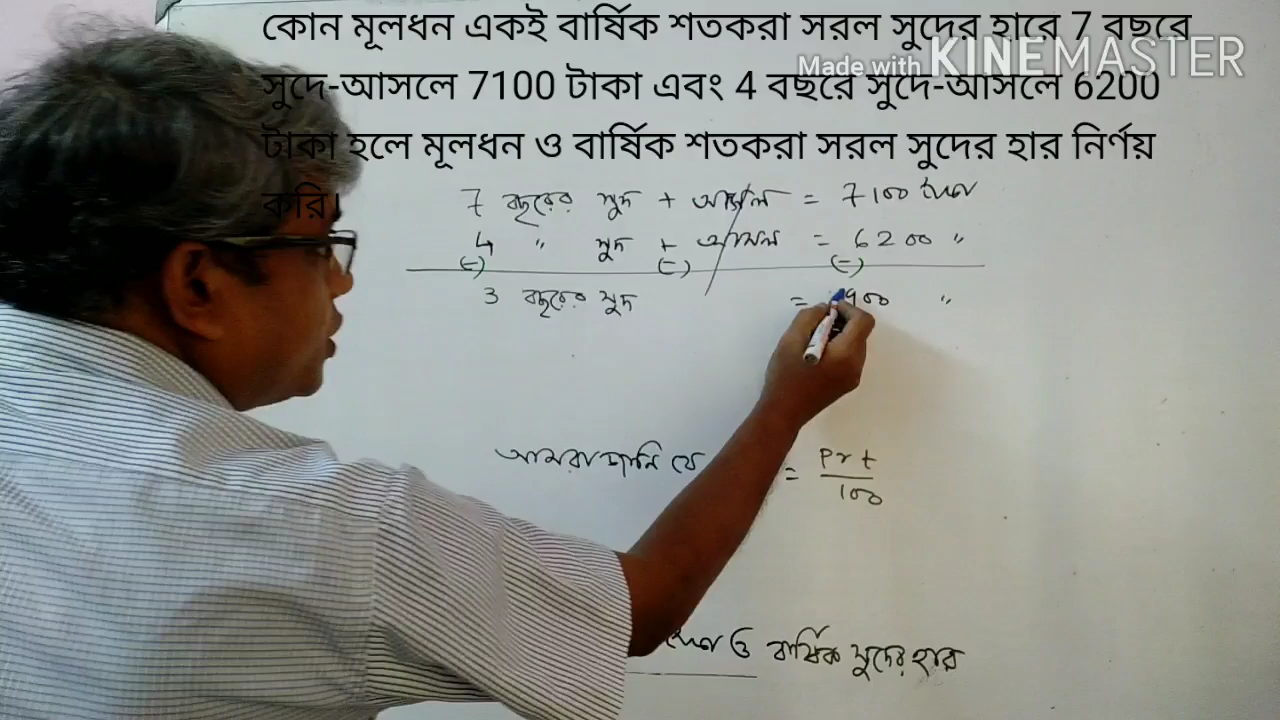 কোন মূলধন একই বার্ষিক শতকরা সরল সুদের হারে 7 বছরে
Made with KINEMASTER
সুদে-আসলে 7100 টাকা এবং 4 বছরে সুদে-আসলে 6200
টাকা হলে মূলধন ও বার্ষিক শতকরা সরল সুদের হার নির্ণয়
করি।
7 বছরের সুদ + আসল = 7100 টাকা
4 " সুদ + আসল = 6200 "
(-) (-) (-)
3 বছরের সুদ = 900 "
আমরা জানি যে = Prt
100
ও বার্ষিক সুদের হার